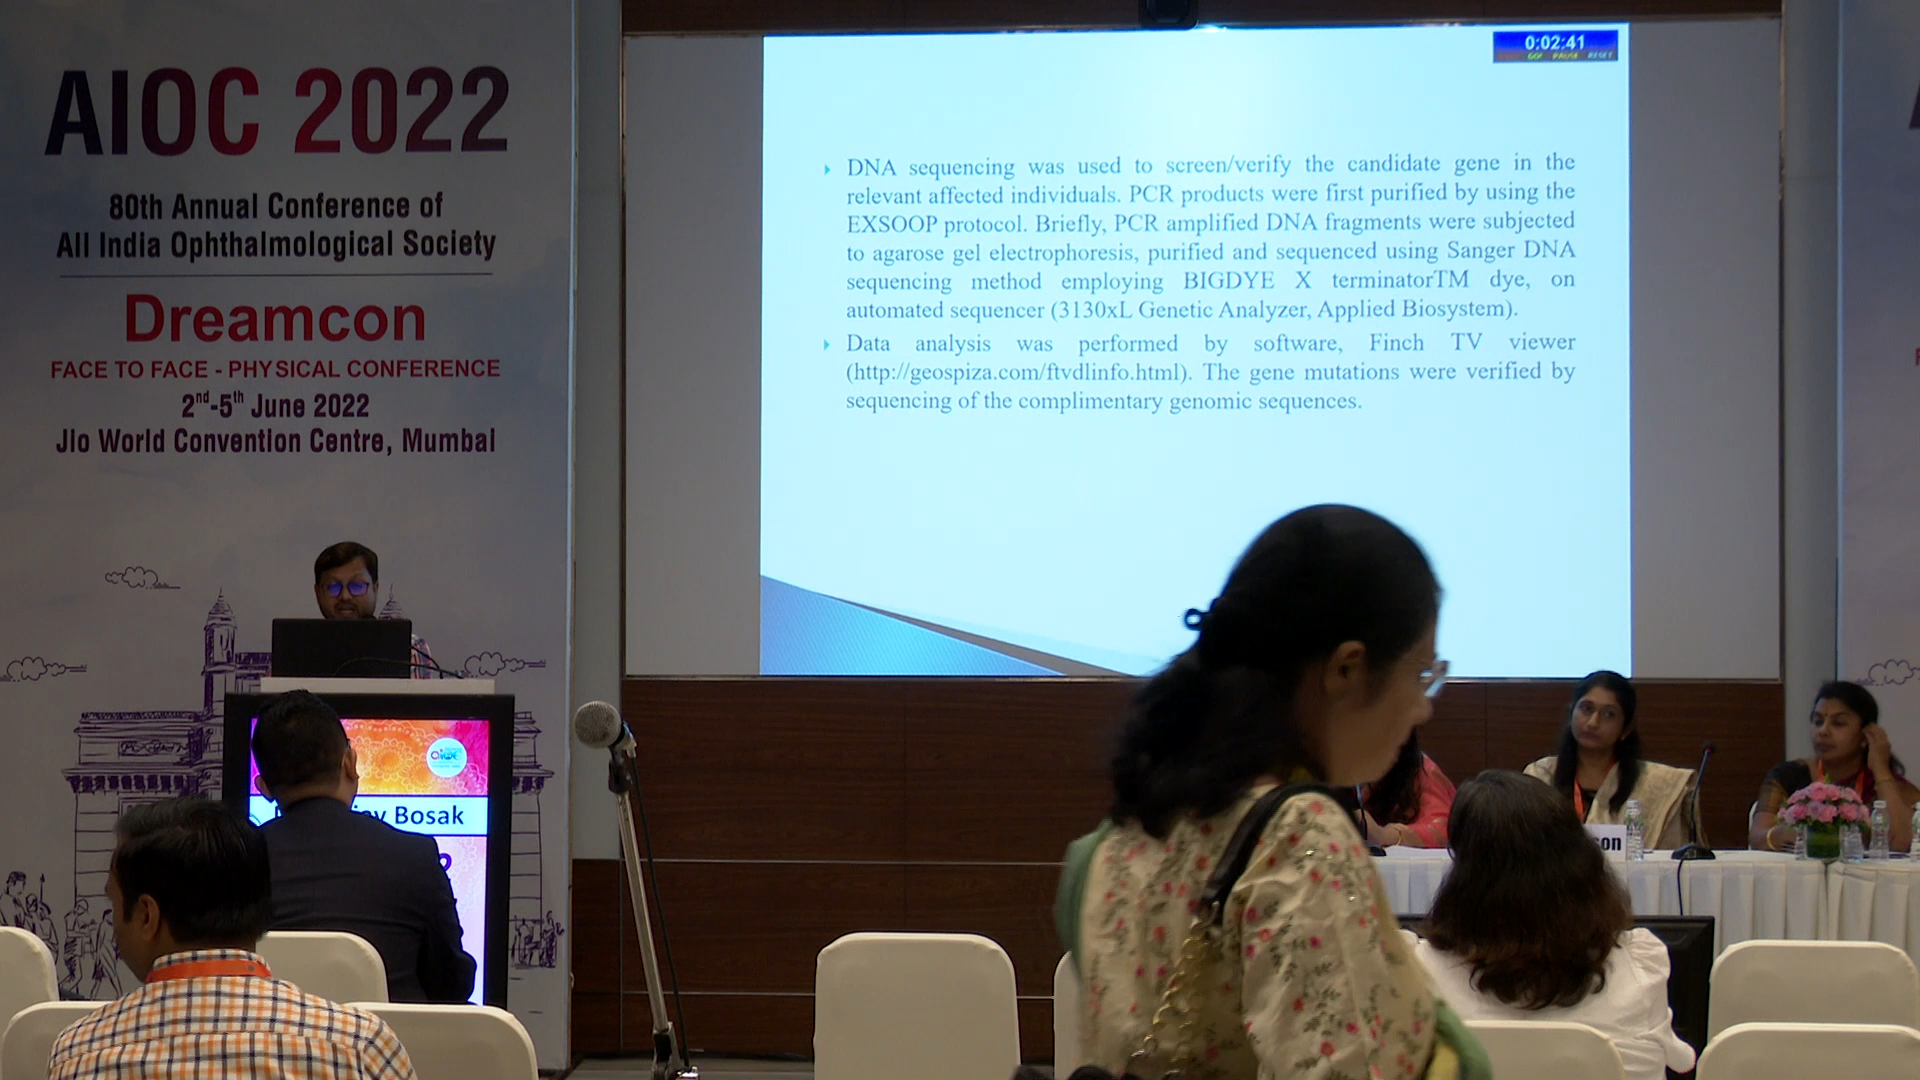 AIOC 2022
80th Annual Conference of
All India Ophthalmological Society
Dreamcon
FACE TO FACE - PHYSICAL CONFERENCE
2nd-5th June 2022
JIo World Convention Centre, Mumbai
0:02:41
GO! PAUSE RESET
DNA sequencing was used to screen/verify the candidate gene in the
relevant affected individuals. PCR products were first purified by using the
EXSOOP protocol. Briefly, PCR amplified DNA fragments were subjected
to agarose gel electrophoresis, purified and sequenced using Sanger DNA
sequencing method employing BIGDYE X terminatorTM dye, on
automated sequencer (3130xL Genetic Analyzer, Applied Biosystem).
Data analysis was performed by software, Finch TV viewer
(http://geospiza.com/ftvdlinfo.html). The gene mutations were verified by
sequencing of the complimentary genomic sequences.
Bosak